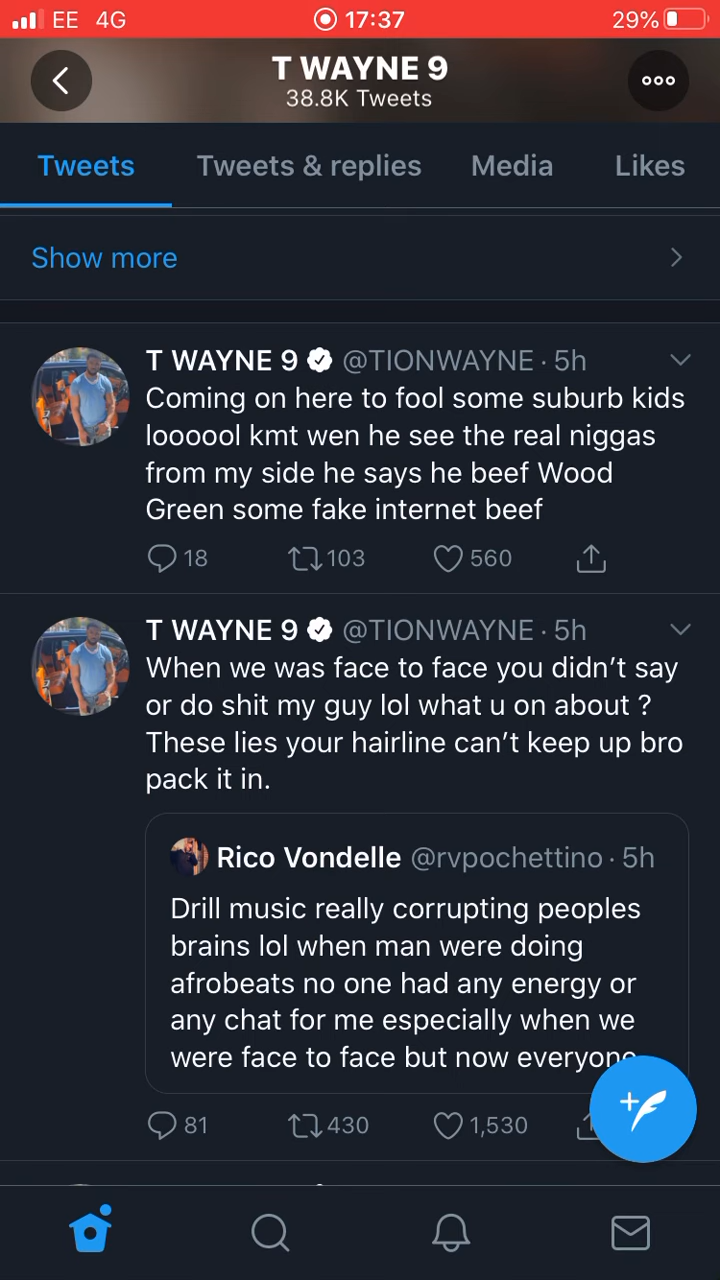 EE 4G 17:37 29%
T WAYNE 9
38.8K Tweets
Tweets Tweets & replies Media Likes
Show more
T WAYNE 9 @TIONWAYNE · 5h
Coming on here to fool some suburb kids
loooool kmt wen he see the real niggas
from my side he says he beef Wood
Green some fake internet beef
18 103 560
T WAYNE 9 @TIONWAYNE · 5h
When we was face to face you didn't say
or do shit my guy lol what u on about ?
These lies your hairline can't keep up bro
pack it in.
Rico Vondelle @rvpochettino · 5h
Drill music really corrupting peoples
brains lol when man were doing
afrobeats no one had any energy or
any chat for me especially when we
were face to face but now everyone
81 430 1,530